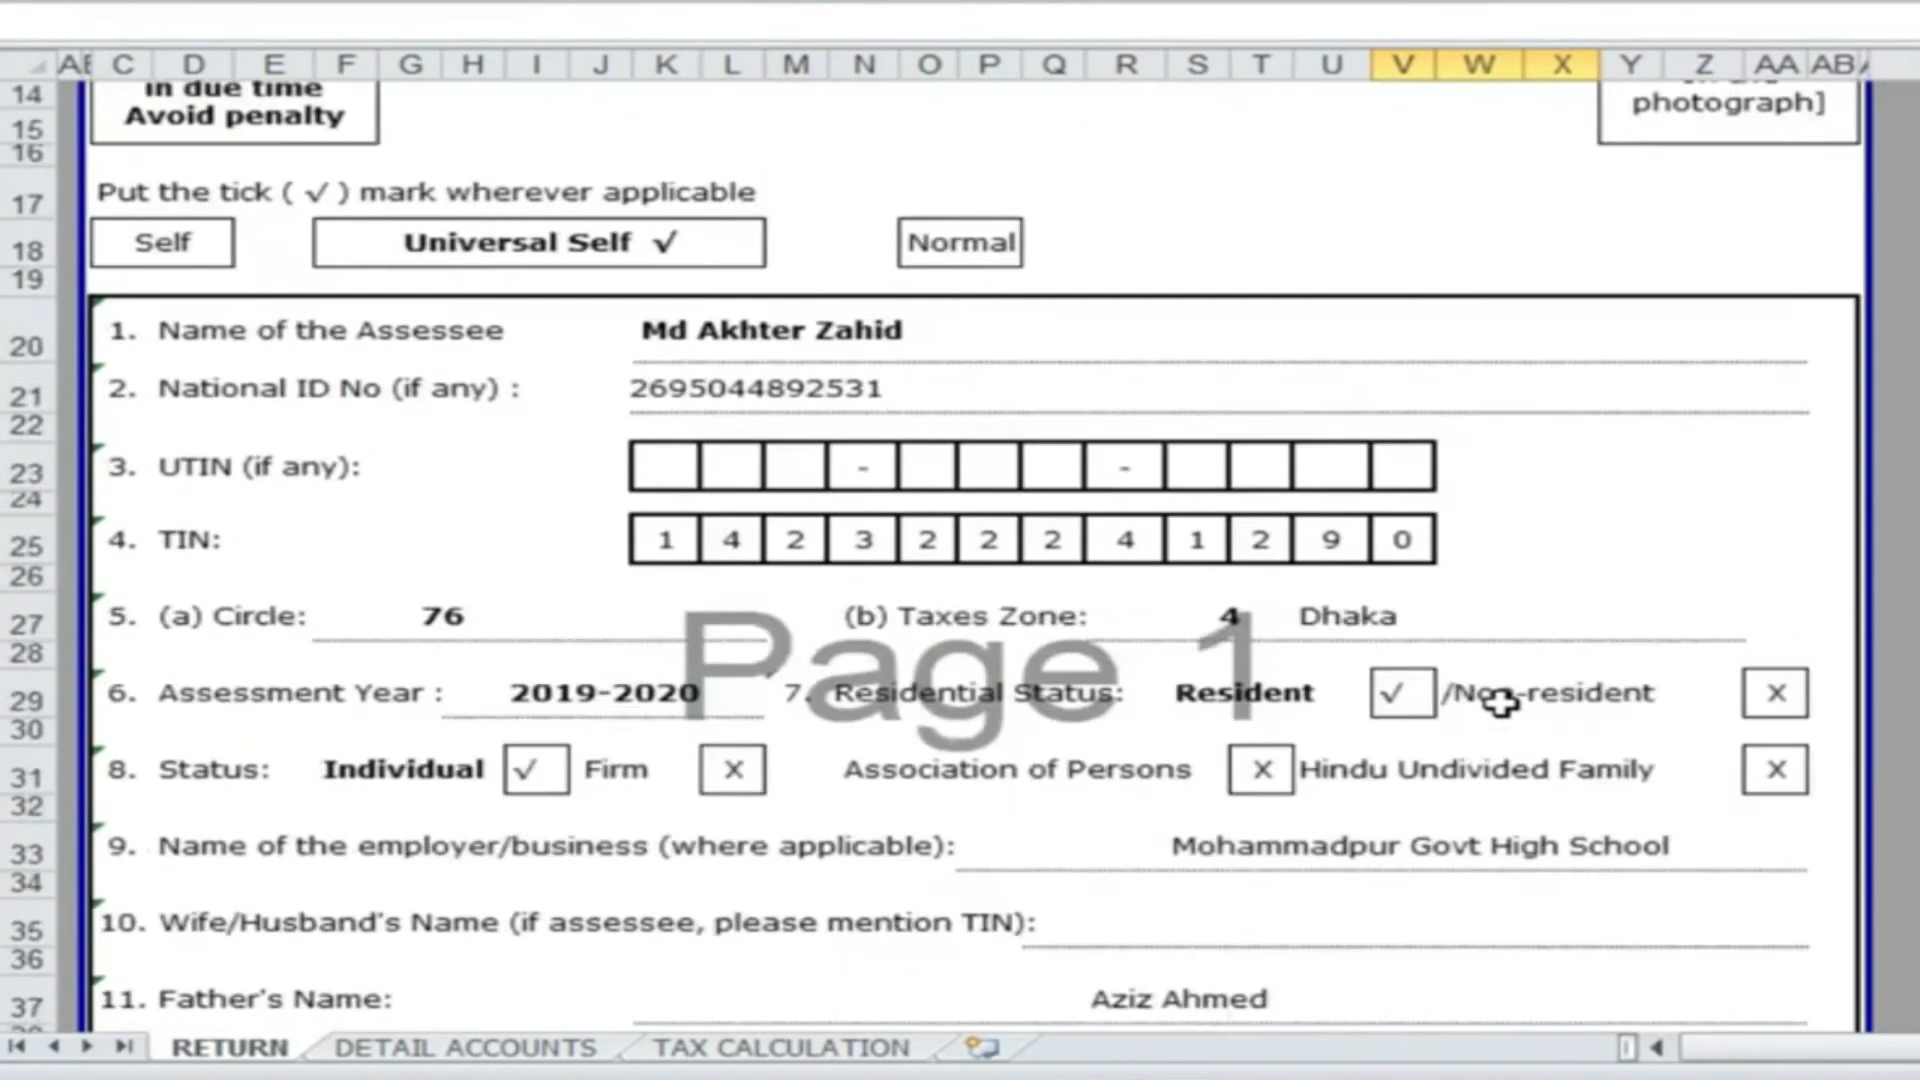 A C D E F G H I J K L M N O P Q R S T U V W X Y Z AA AB
14 in due time
15 Avoid penalty photograph]
16
17 Put the tick ( √ ) mark wherever applicable
18 Self Universal Self √ Normal
19
20 1. Name of the Assessee Md Akhter Zahid
21 2. National ID No (if any) : 2695044892531
22
23 3. UTIN (if any): - -
24
25 4. TIN: 1 4 2 3 2 2 2 4 1 2 9 0
26
27 5. (a) Circle: 76 (b) Taxes Zone: 4 Dhaka
Page 1
28
29 6. Assessment Year : 2019-2020 7. Residential Status: Resident √ /Non-resident X
30
31 8. Status: Individual √ Firm X Association of Persons X Hindu Undivided Family X
32
33 9. Name of the employer/business (where applicable): Mohammadpur Govt High School
34
35 10. Wife/Husband's Name (if assessee, please mention TIN):
36
37 11. Father's Name: Aziz Ahmed
RETURN DETAIL ACCOUNTS TAX CALCULATION